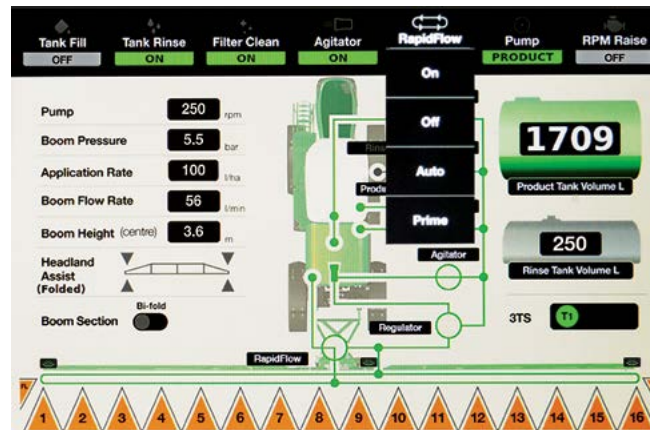 Tank Fill
OFF
Tank Rinse
ON
Filter Clean
ON
Agitator
ON
RapidFlow
Pump
PRODUCT
RPM Raise
OFF
On
Off
Auto
Prime
Pump 250 rpm
Boom Pressure 5.5 bar
Application Rate 100 l/ha
Boom Flow Rate 56 l/min
Boom Height (centre) 3.6 m
Headland
Assist
(Folded)
Bi-fold
Boom Section
Rins
Produ
Agitator
Regulator
RapidFlow
1709
Product Tank Volume L
250
Rinse Tank Volume L
3TS T1
1 2 3 4 5 6 7 8 9 10 11 12 13 14 15 16